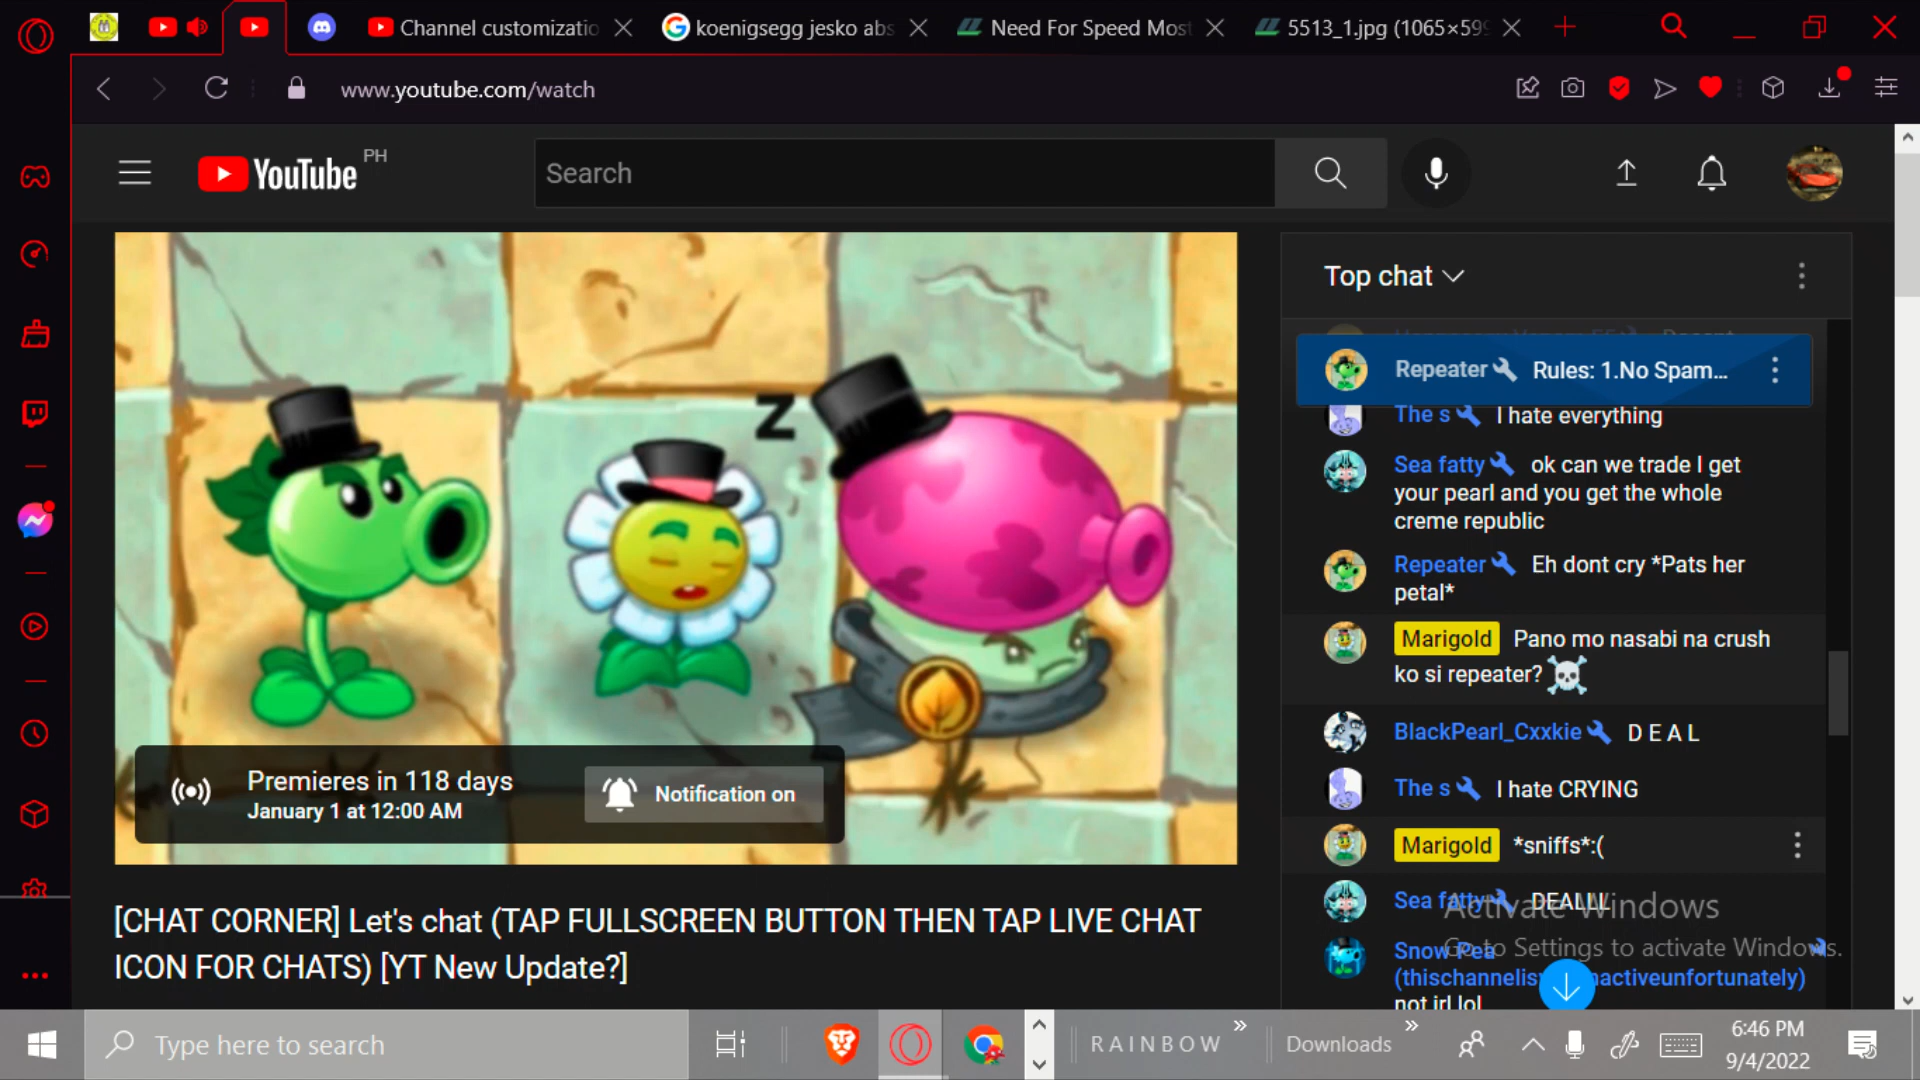 Channel customizatio
koenigsegg jesko abs
Need For Speed Most
5513_1.jpg (1065×599
www.youtube.com/watch
YouTube PH
Search
Top chat
Repeater Rules: 1.No Spam...
The s I hate everything
Sea fatty ok can we trade I get
your pearl and you get the whole
creme republic
Repeater Eh dont cry *Pats her
petal*
Marigold Pano mo nasabi na crush
ko si repeater?
BlackPearl_Cxxkie D E A L
The s I hate CRYING
Marigold *sniffs*:(
Sea fatty DEALLL
Snow Pea
not irl lol
Z
Premieres in 118 days
January 1 at 12:00 AM
Notification on
[CHAT CORNER] Let's chat (TAP FULLSCREEN BUTTON THEN TAP LIVE CHAT
ICON FOR CHATS) [YT New Update?]
Activate Windows
Go to Settings to activate Windows.
Type here to search
RAINBOW
Downloads
6:46 PM
9/4/2022